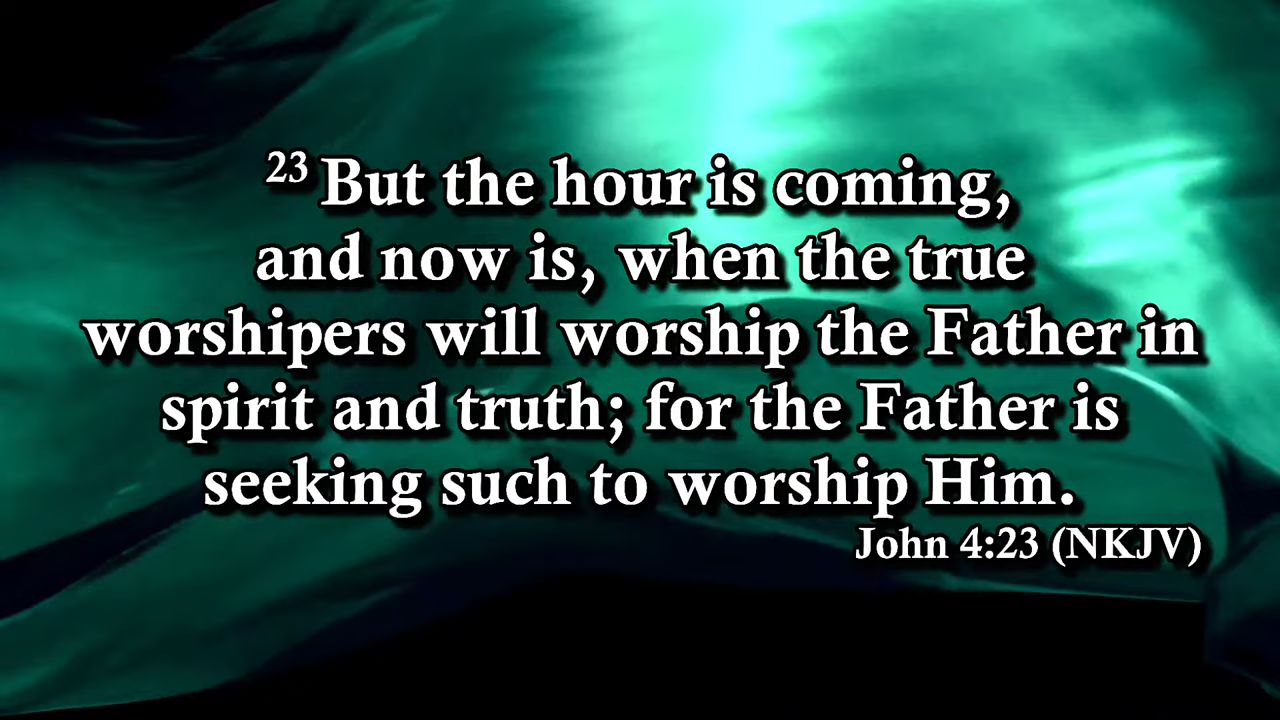 23 But the hour is coming,
and now is, when the true
worshipers will worship the Father in
spirit and truth; for the Father is
seeking such to worship Him.
John 4:23 (NKJV)